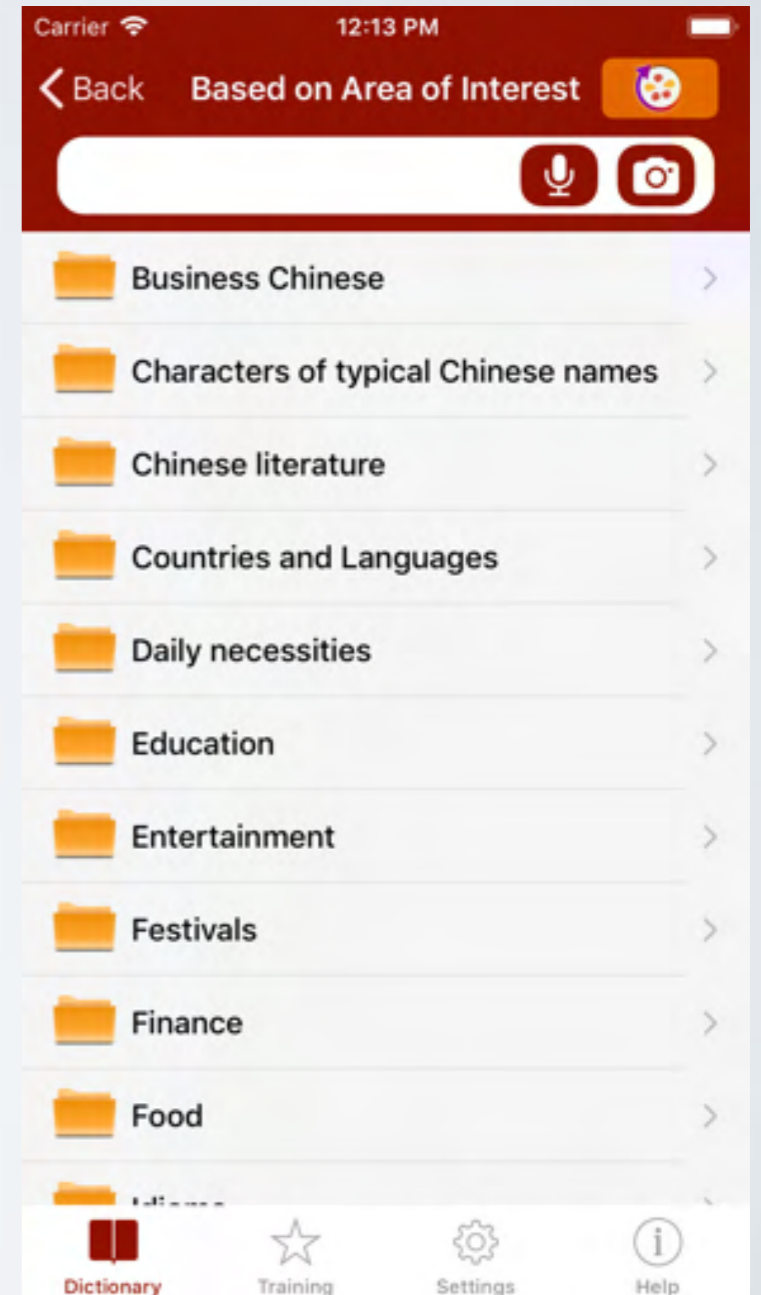 Carrier 12:13 PM
Back Based on Area of Interest
Business Chinese
Characters of typical Chinese names
Chinese literature
Countries and Languages
Daily necessities
Education
Entertainment
Festivals
Finance
Food
Dictionary Training Settings Help